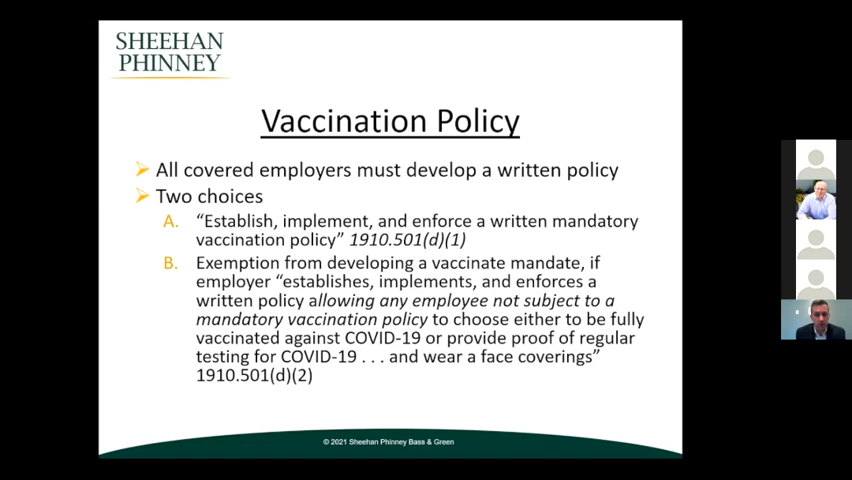 SHEEHAN
PHINNEY
Vaccination Policy
All covered employers must develop a written policy
Two choices
A. “Establish, implement, and enforce a written mandatory
vaccination policy” 1910.501(d)(1)
B. Exemption from developing a vaccinate mandate, if
employer “establishes, implements, and enforces a
written policy allowing any employee not subject to a
mandatory vaccination policy to choose either to be fully
vaccinated against COVID-19 or provide proof of regular
testing for COVID-19 . . . and wear a face coverings”
1910.501(d)(2)
© 2021 Sheehan Phinney Bass & Green